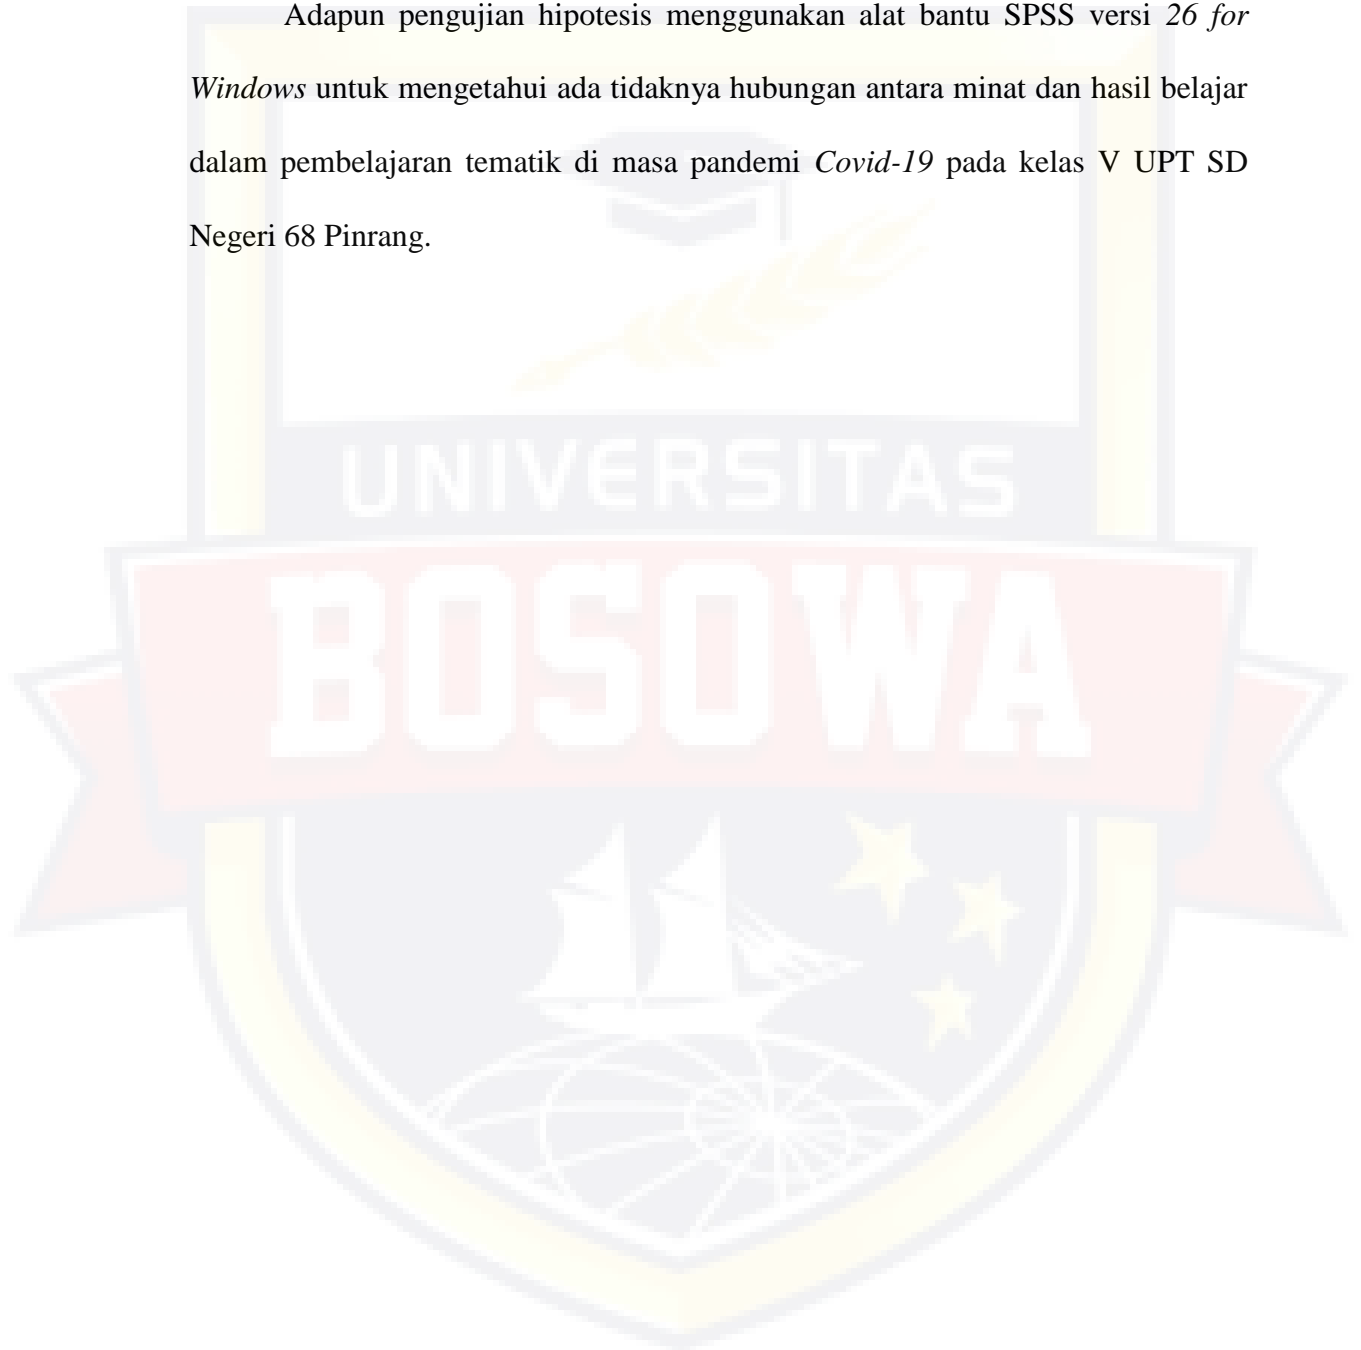 Adapun pengujian hipotesis menggunakan alat bantu SPSS versi 26 for
Windows untuk mengetahui ada tidaknya hubungan antara minat dan hasil belajar
dalam pembelajaran tematik di masa pandemi Covid-19 pada kelas V UPT SD
Negeri 68 Pinrang.
UNIVERSITAS
BOSOWA